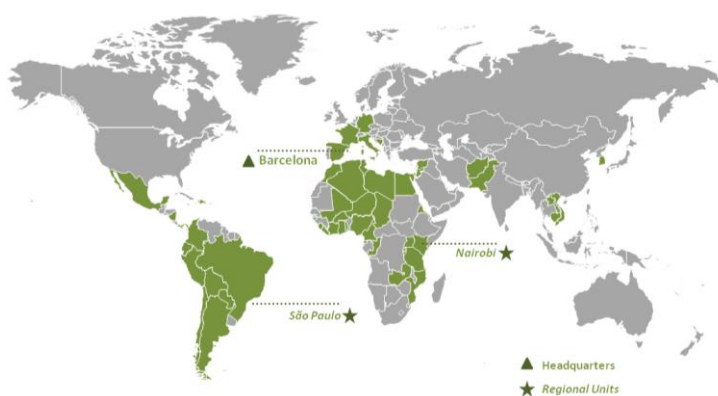 Barcelona
Nairobi
São Paulo
Headquarters
Regional Units